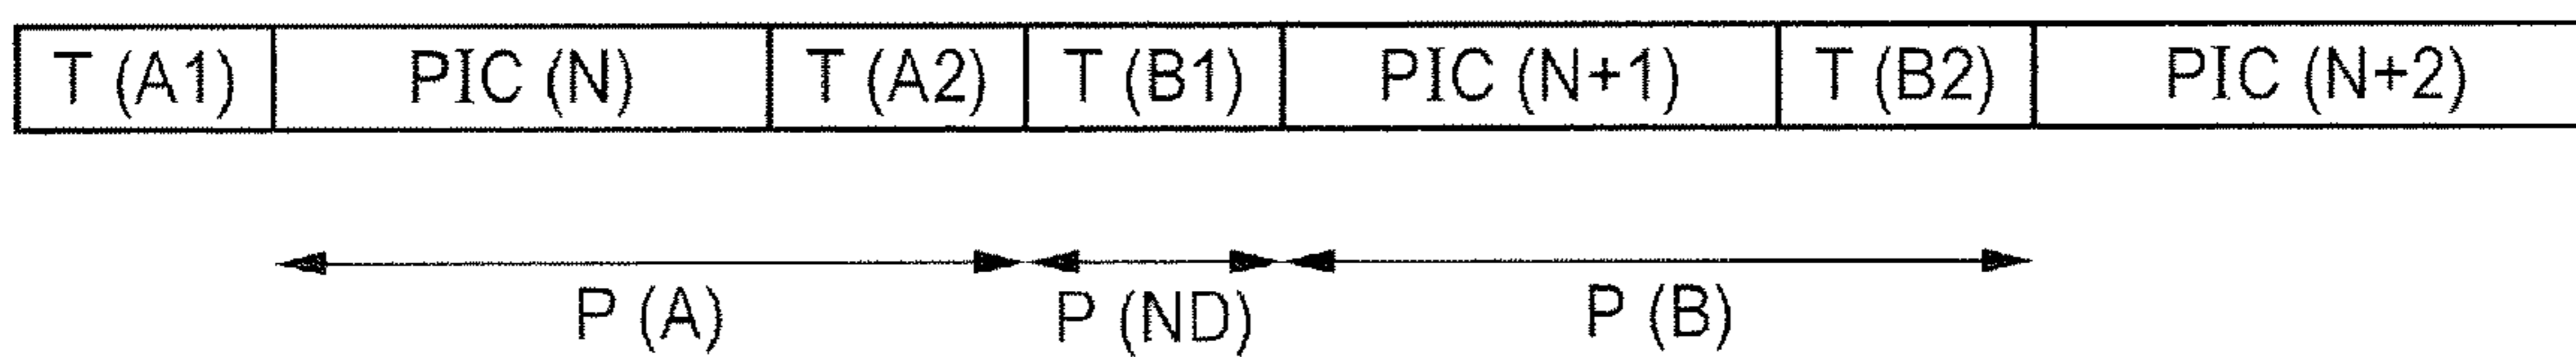 T (A1) PIC (N) T (A2) T (B1) PIC (N+1) T (B2) PIC (N+2)
P (A) P (ND) P (B)